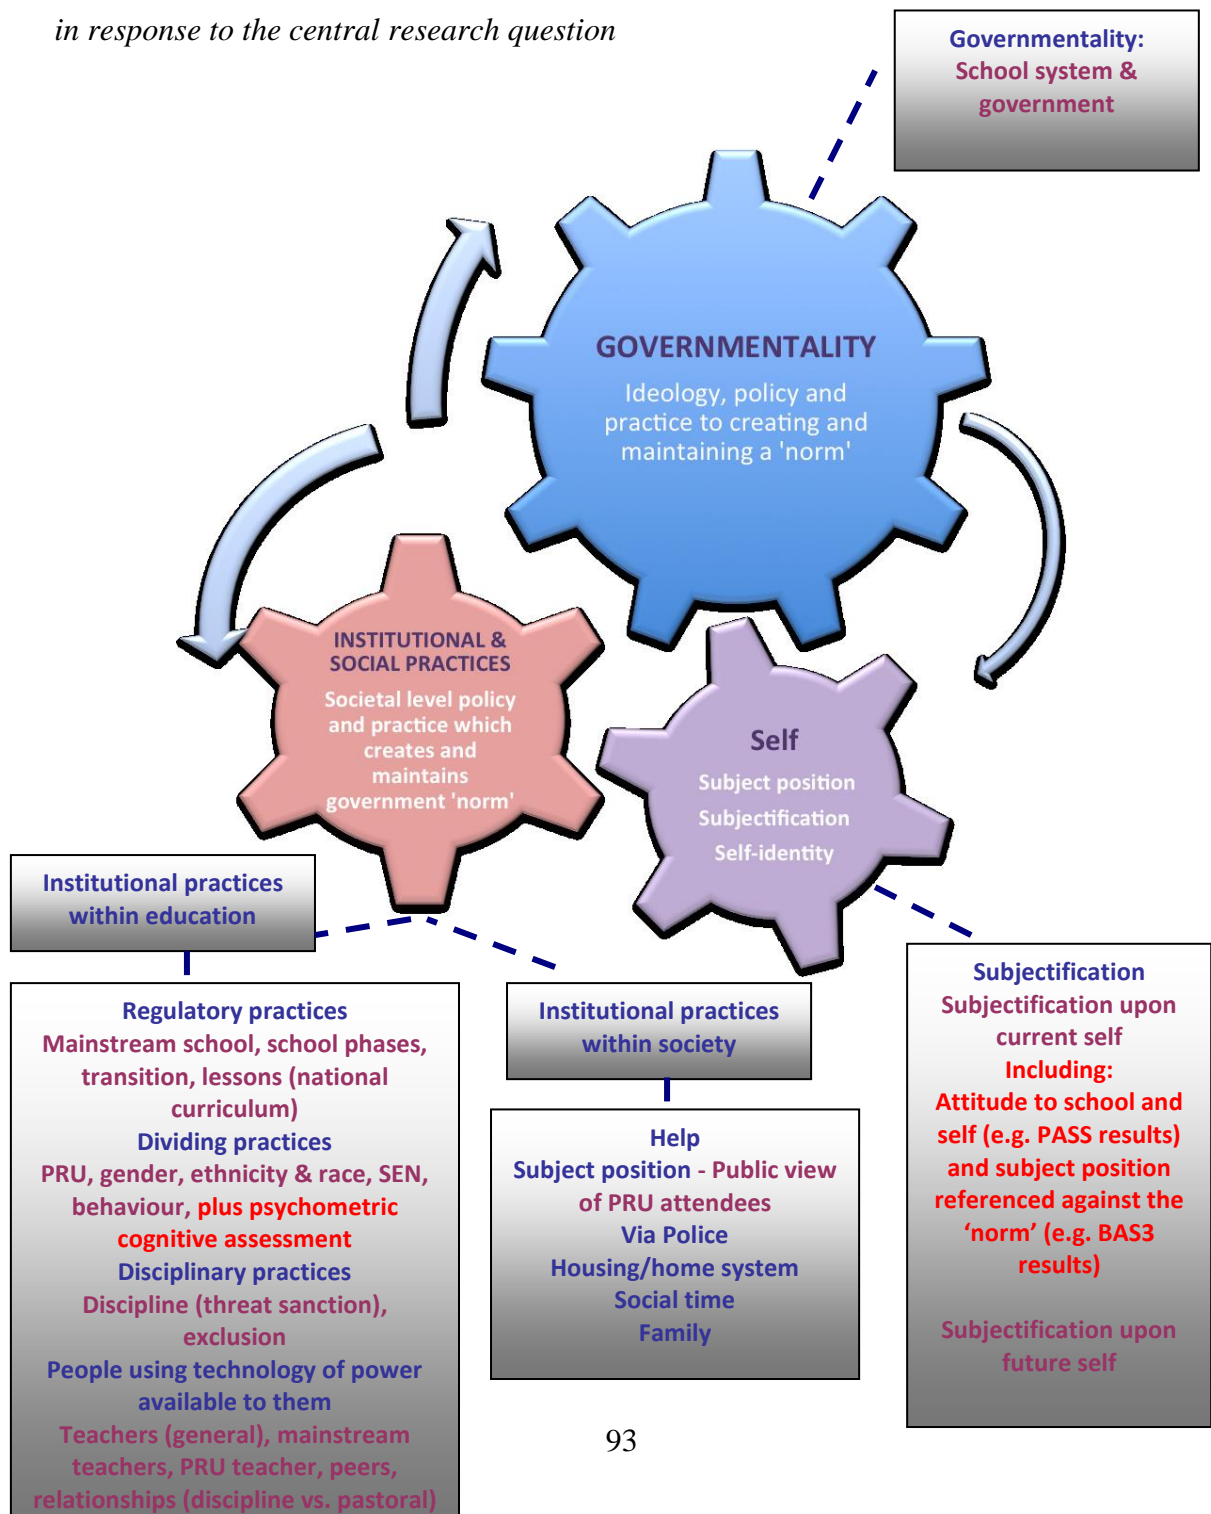 in response to the central research question
Governmentality:
School system &
government
GOVERNMENTALITY
Ideology, policy and
practice to creating and
maintaining a 'norm'
INSTITUTIONAL &
SOCIAL PRACTICES
Societal level policy
and practice which
creates and
maintains
government 'norm'
Self
Subject position
Subjectification
Self-identity
Institutional practices
within education
Regulatory practices
Mainstream school, school phases,
transition, lessons (national
curriculum)
Dividing practices
PRU, gender, ethnicity & race, SEN,
behaviour, plus psychometric
cognitive assessment
Disciplinary practices
Discipline (threat sanction),
exclusion
People using technology of power
available to them
Teachers (general), mainstream
teachers, PRU teacher, peers,
relationships (discipline vs. pastoral)
Institutional practices
within society
Help
Subject position - Public view
of PRU attendees
Via Police
Housing/home system
Social time
Family
Subjectification
Subjectification upon
current self
Including:
Attitude to school and
self (e.g. PASS results)
and subject position
referenced against the
‘norm’ (e.g. BAS3
results)
Subjectification upon
future self
93